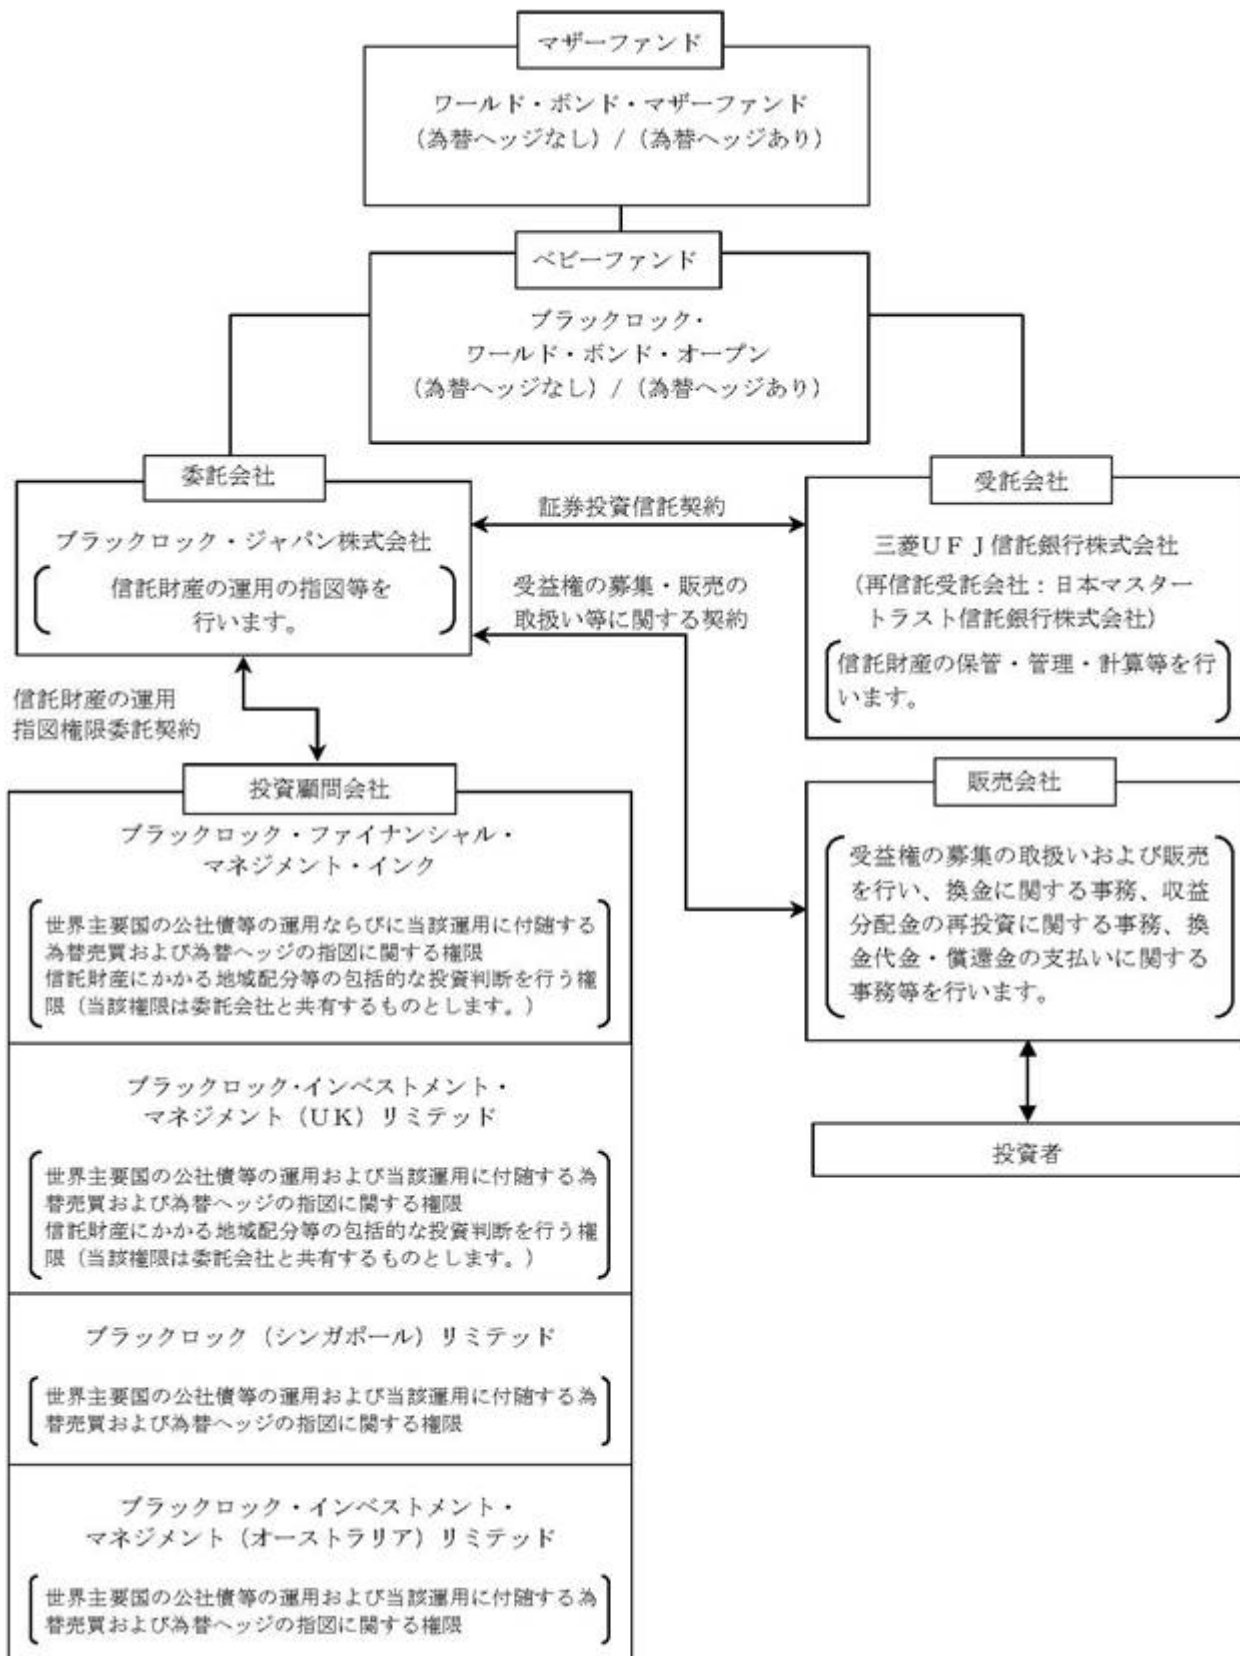 マザーファンド
ワールド・ボンド・マザーファンド
（為替ヘッジなし）/（為替ヘッジあり）
ベビーファンド
ブラックロック・
ワールド・ボンド・オープン
（為替ヘッジなし）/（為替ヘッジあり）
委託会社
ブラックロック・ジャパン株式会社
信託財産の運用の指図等を
行います。
証券投資信託契約
受益権の募集・販売の
取扱い等に関する契約
受託会社
三菱ＵＦＪ信託銀行株式会社
（再信託受託会社：日本マスター
トラスト信託銀行株式会社）
信託財産の保管・管理・計算等を行
います。
信託財産の運用
指図権限委託契約
投資顧問会社
ブラックロック・ファイナンシャル・
マネジメント・インク
世界主要国の公社債等の運用ならびに当該運用に付随する
為替売買および為替ヘッジの指図に関する権限
信託財産にかかる地域配分等の包括的な投資判断を行う権
限（当該権限は委託会社と共有するものとします。）
ブラックロック・インベストメント・
マネジメント（ＵＫ）リミテッド
世界主要国の公社債等の運用および当該運用に付随する為
替売買および為替ヘッジの指図に関する権限
信託財産にかかる地域配分等の包括的な投資判断を行う権
限（当該権限は委託会社と共有するものとします。）
ブラックロック（シンガポール）リミテッド
世界主要国の公社債等の運用および当該運用に付随する為
替売買および為替ヘッジの指図に関する権限
ブラックロック・インベストメント・
マネジメント（オーストラリア）リミテッド
世界主要国の公社債等の運用および当該運用に付随する為
替売買および為替ヘッジの指図に関する権限
販売会社
受益権の募集の取扱いおよび販売
を行い、換金に関する事務、収益
分配金の再投資に関する事務、換
金代金・償還金の支払いに関する
事務等を行います。
投資者